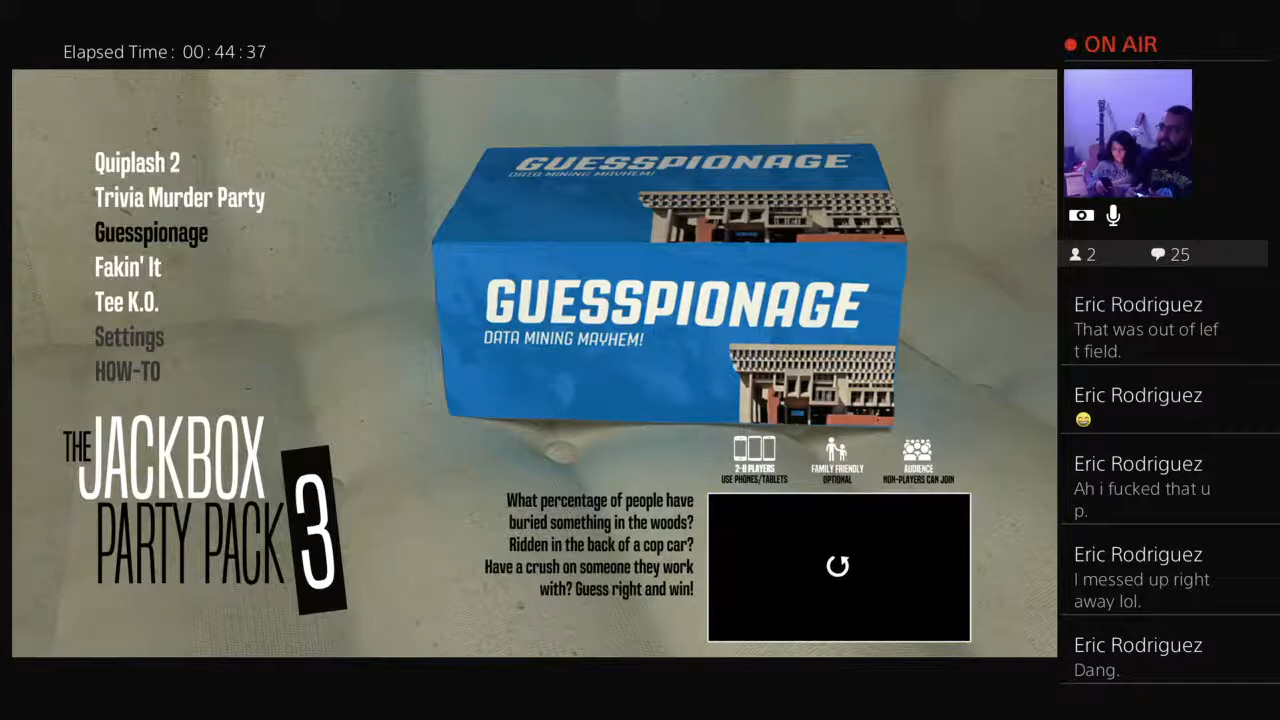 Elapsed Time: 00:44:37
ON AIR
Quiplash 2
Trivia Murder Party
Guesspionage
Fakin' It
Tee K.O.
Settings
HOW-TO
THE JACKBOX
PARTY PACK 3
GUESSPIONAGE
DATA MINING MAYHEM!
GUESSPIONAGE
DATA MINING MAYHEM!
2-8 PLAYERS
USE PHONES/TABLETS
FAMILY FRIENDLY
OPTIONAL
AUDIENCE
NON-PLAYERS CAN JOIN
What percentage of people have
buried something in the woods?
Ridden in the back of a cop car?
Have a crush on someone they work
with? Guess right and win!
2
25
Eric Rodriguez
That was out of lef
t field.
Eric Rodriguez
😄
Eric Rodriguez
Ah i fucked that u
p.
Eric Rodriguez
I messed up right
away lol.
Eric Rodriguez
Dang.